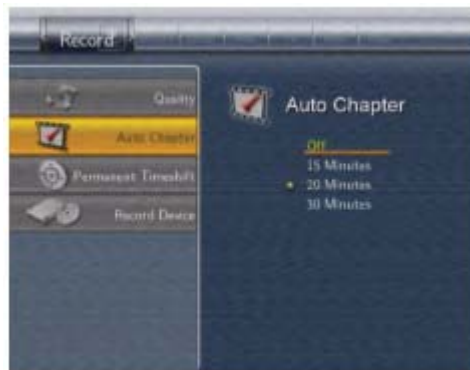 Record
Quality
Auto Chapter
Permanent Timeshift
Record Device
Auto Chapter
Off
15 Minutes
20 Minutes
30 Minutes